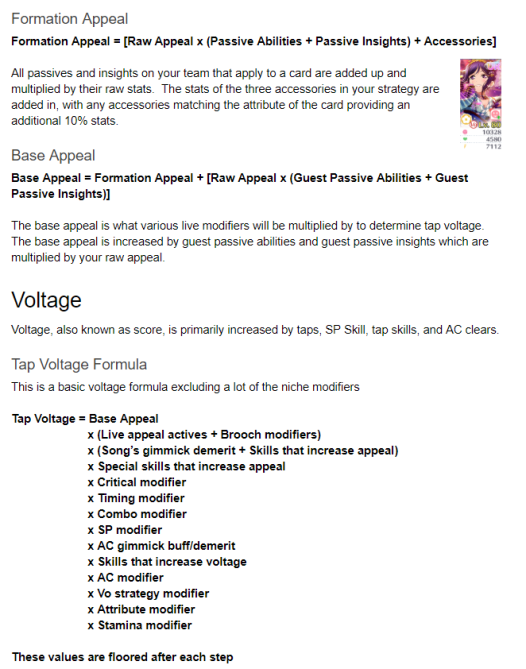 Formation Appeal
Formation Appeal = [Raw Appeal x (Passive Abilities + Passive Insights) + Accessories]
All passives and insights on your team that apply to a card are added up and
multiplied by their raw stats.  The stats of the three accessories in your strategy are
added in, with any accessories matching the attribute of the card providing an
additional 10% stats.
10328
4580
7112
Base Appeal
Base Appeal = Formation Appeal + [Raw Appeal x (Guest Passive Abilities + Guest
Passive Insights)]
The base appeal is what various live modifiers will be multiplied by to determine tap voltage.
The base appeal is increased by guest passive abilities and guest passive insights which are
multiplied by your raw appeal.
Voltage
Voltage, also known as score, is primarily increased by taps, SP Skill, tap skills, and AC clears.
Tap Voltage Formula
This is a basic voltage formula excluding a lot of the niche modifiers
Tap Voltage = Base Appeal
x (Live appeal actives + Brooch modifiers)
x (Song's gimmick demerit + Skills that increase appeal)
x Special skills that increase appeal
x Critical modifier
x Timing modifier
x Combo modifier
x SP modifier
x AC gimmick buff/demerit
x Skills that increase voltage
x AC modifier
x Vo strategy modifier
x Attribute modifier
x Stamina modifier
These values are floored after each step